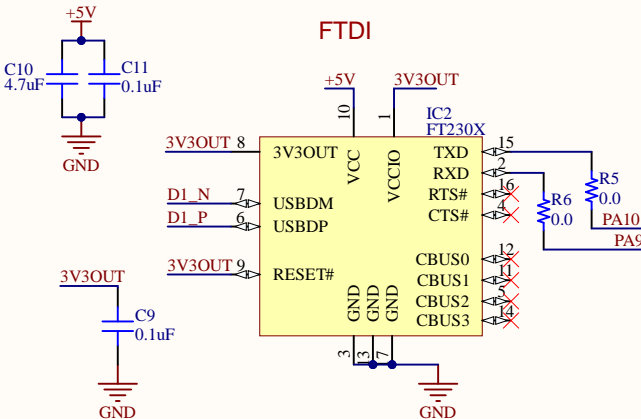 +5V
FTDI
C10
4.7uF
C11
0.1uF
GND
+5V
3V3OUT
10
1
IC2
FT230X
3V3OUT 8
3V3OUT
VCC
VCCIO
TXD
15
RXD
2
RTS#
16
CTS#
4
R6
0.0
R5
0.0
PA10
PA9
D1_N
7
USBDM
D1_P
6
USBDP
CBUS0
12
3V3OUT 9
RESET#
CBUS1
11
CBUS2
5
CBUS3
14
3V3OUT
C9
0.1uF
GND
GND
GND
GND
3
13
7
GND